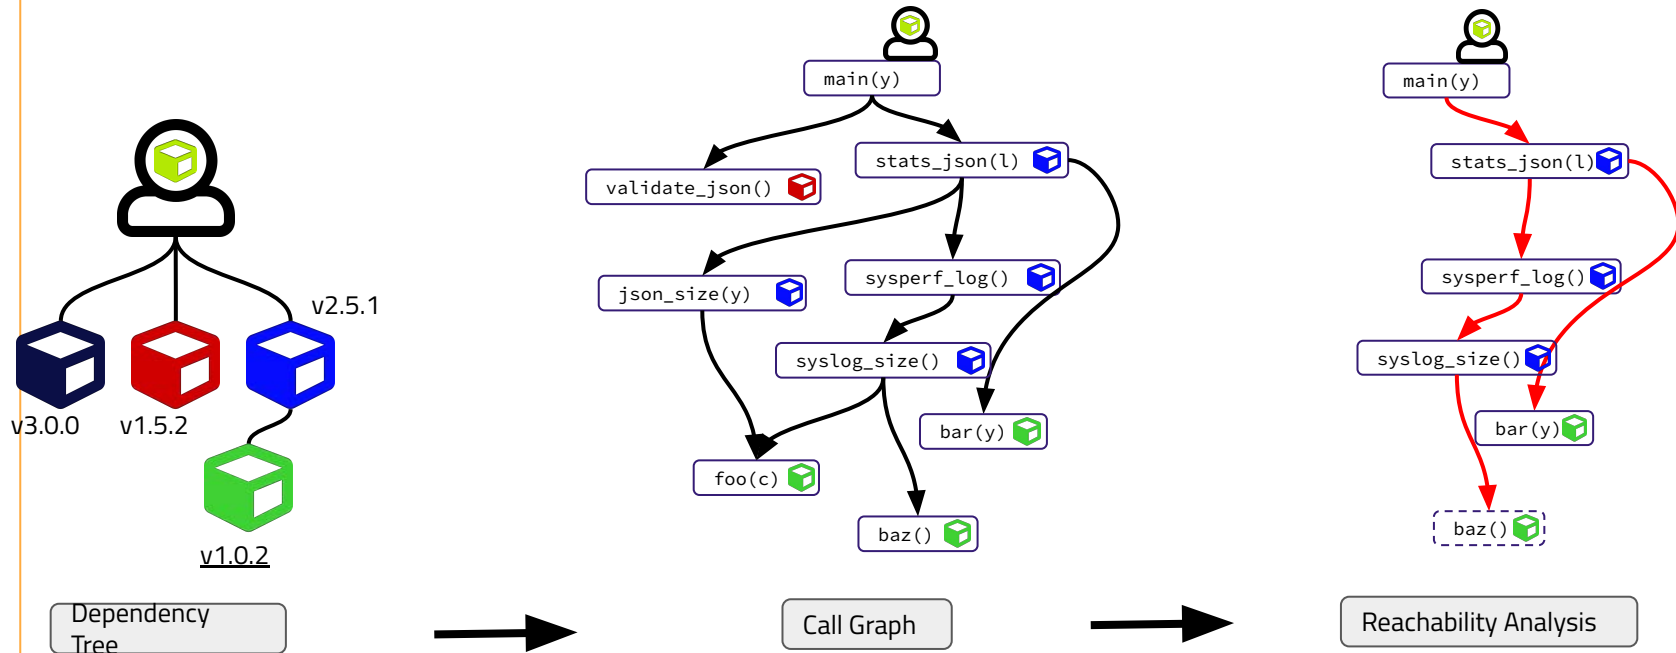 v2.5.1
v3.0.0
v1.5.2
v1.0.2
Dependency
Tree
main(y)
stats_json(l)
validate_json()
sysperf_log()
json_size(y)
syslog_size()
bar(y)
foo(c)
baz()
Call Graph
main(y)
stats_json(l)
sysperf_log()
syslog_size()
bar(y)
baz()
Reachability Analysis